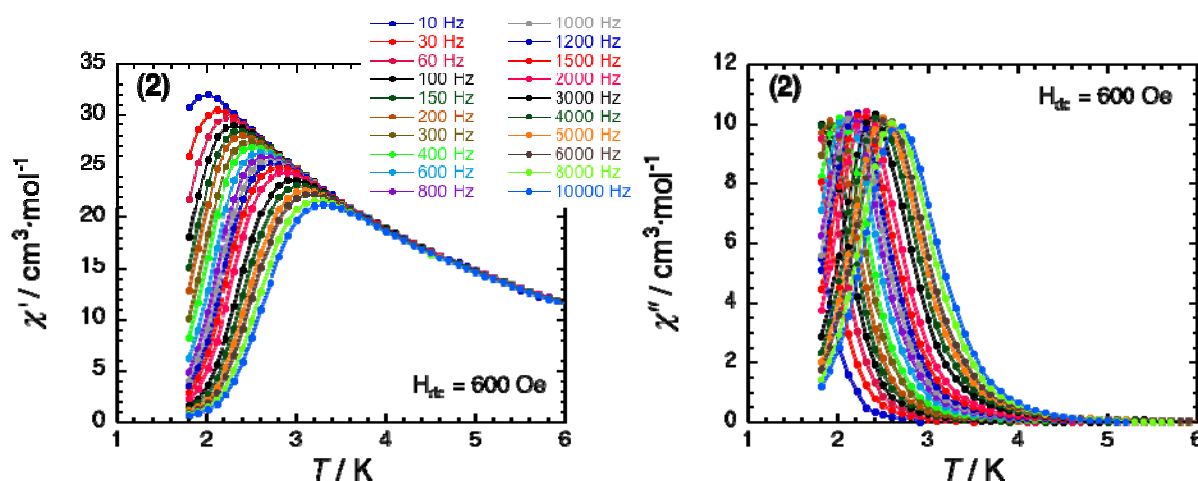 10 Hz
30 Hz
60 Hz
100 Hz
150 Hz
200 Hz
300 Hz
400 Hz
600 Hz
800 Hz
1000 Hz
1200 Hz
1500 Hz
2000 Hz
3000 Hz
4000 Hz
5000 Hz
6000 Hz
8000 Hz
10000 Hz
(2)
35
30
25
20
15
10
5
0
χ' / cm³·mol⁻¹
H_dc = 600 Oe
1 2 3 4 5 6
T / K
(2)
H_dc = 600 Oe
12
10
8
6
4
2
0
χ'' / cm³·mol⁻¹
1 2 3 4 5 6
T / K